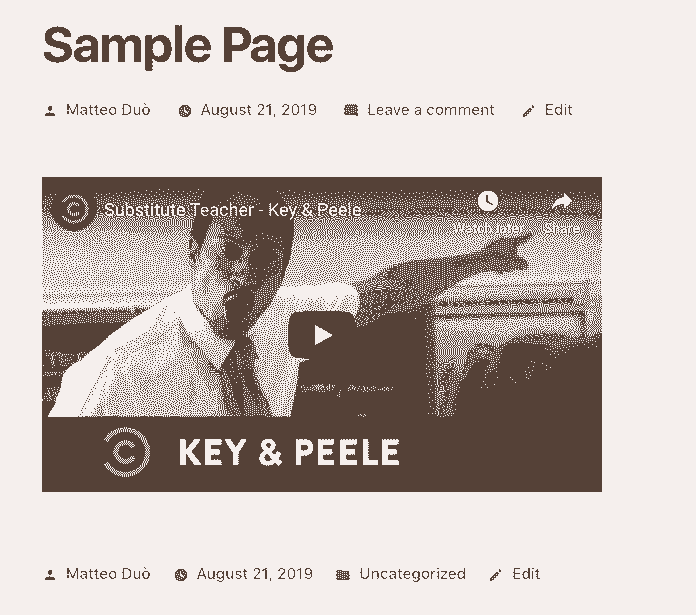 Sample Page
Matteo Duò August 21, 2019 Leave a comment Edit
Substitute Teacher - Key & Peele
Watch later Share
KEY & PEELE
Matteo Duò August 21, 2019 Uncategorized Edit